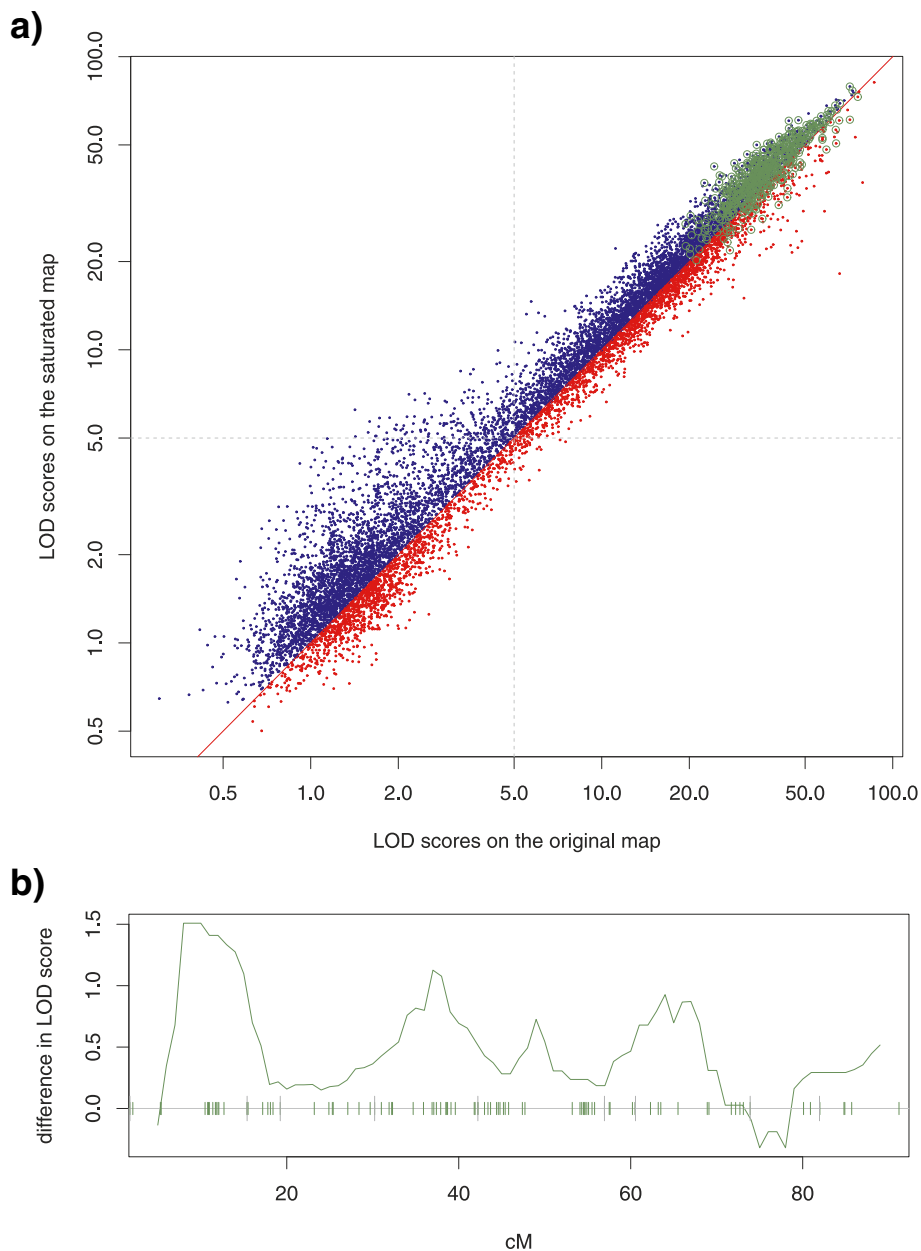 a)
100.0
50.0
20.0
10.0
5.0
2.0
1.0
0.5
LOD scores on the saturated map
0.5 1.0 2.0 5.0 10.0 20.0 50.0 100.0
LOD scores on the original map
b)
1.5
1.0
0.5
0.0
difference in LOD score
20 40 60 80
cM